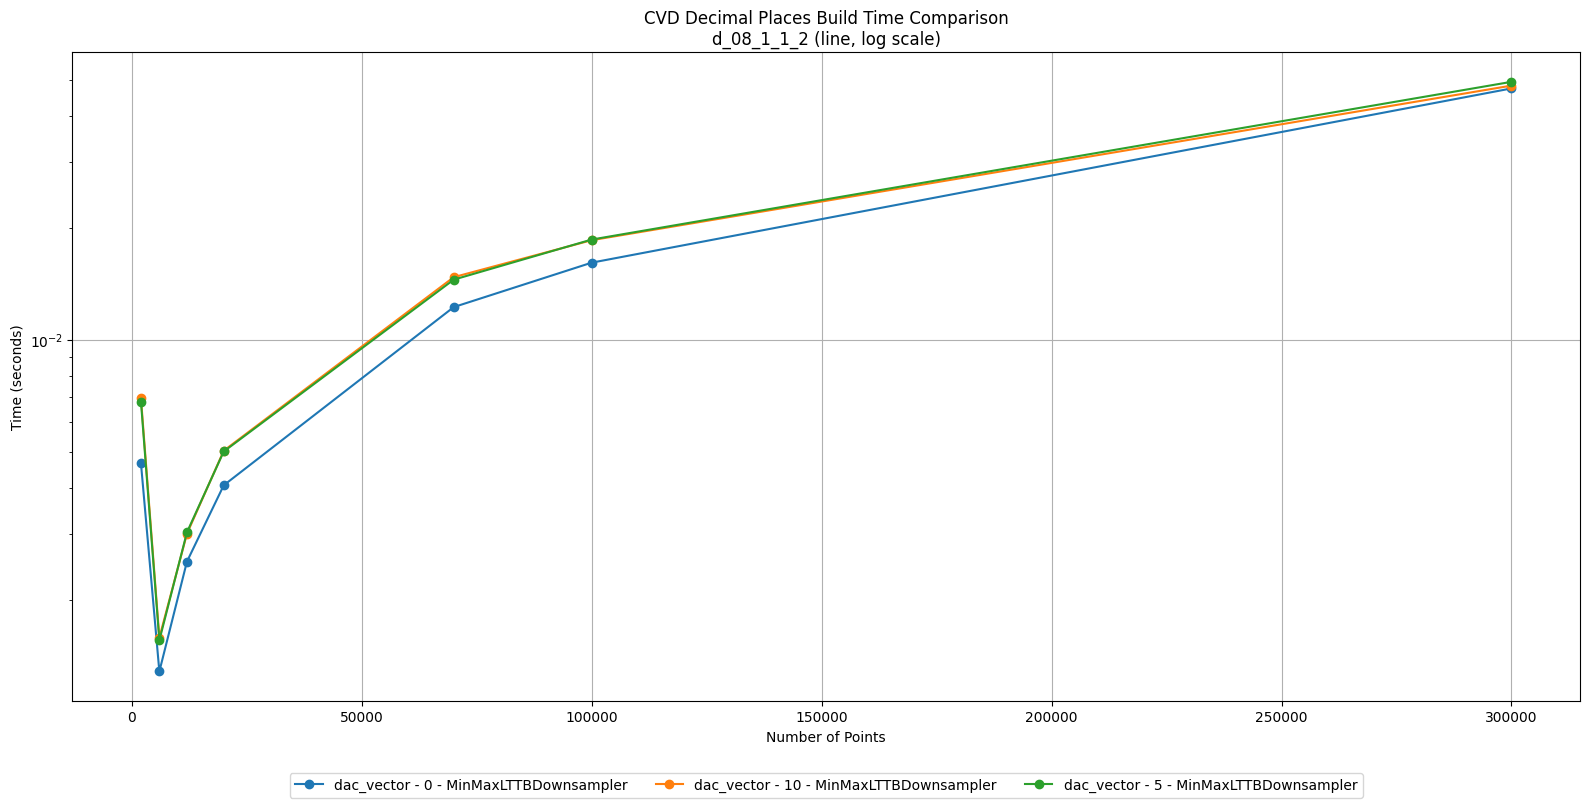 CVD Decimal Places Build Time Comparison
d_08_1_1_2 (line, log scale)
Time (seconds)
10⁻²
0 50000 100000 150000 200000 250000 300000
Number of Points
dac_vector - 0 - MinMaxLTTBDownsampler dac_vector - 10 - MinMaxLTTBDownsampler dac_vector - 5 - MinMaxLTTBDownsampler